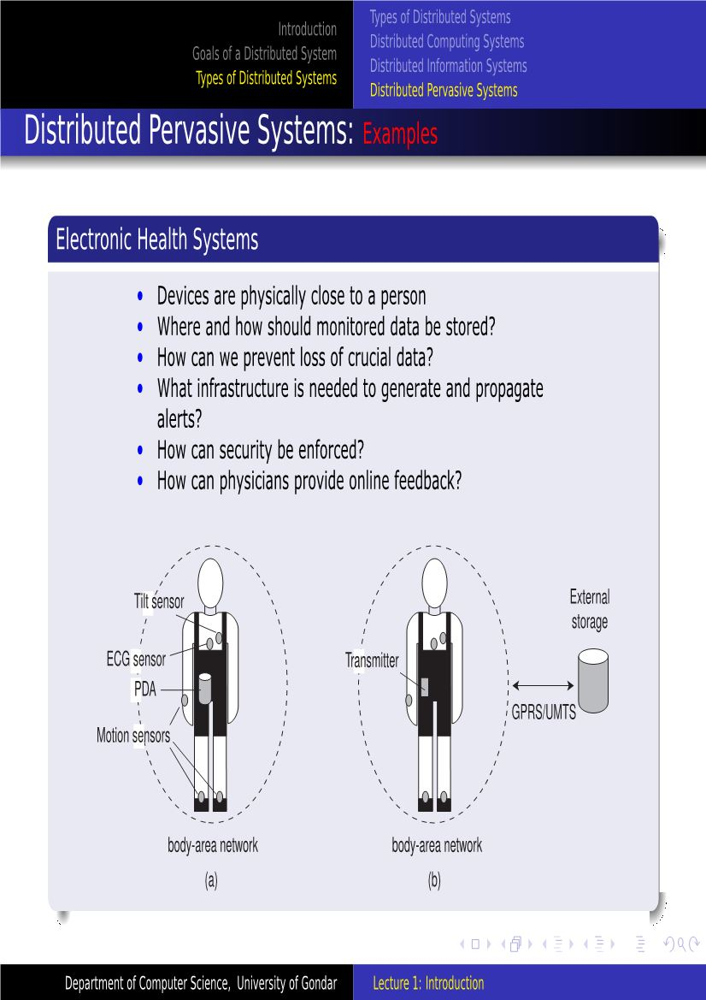 Introduction
Goals of a Distributed System
Types of Distributed Systems
Types of Distributed Systems
Distributed Computing Systems
Distributed Information Systems
Distributed Pervasive Systems
Distributed Pervasive Systems: Examples
Electronic Health Systems
• Devices are physically close to a person
• Where and how should monitored data be stored?
• How can we prevent loss of crucial data?
• What infrastructure is needed to generate and propagate
alerts?
• How can security be enforced?
• How can physicians provide online feedback?
Tilt sensor
ECG sensor
PDA
Motion sensors
body-area network
(a)
Transmitter
External
storage
GPRS/UMTS
body-area network
(b)
Department of Computer Science, University of Gondar
Lecture 1: Introduction